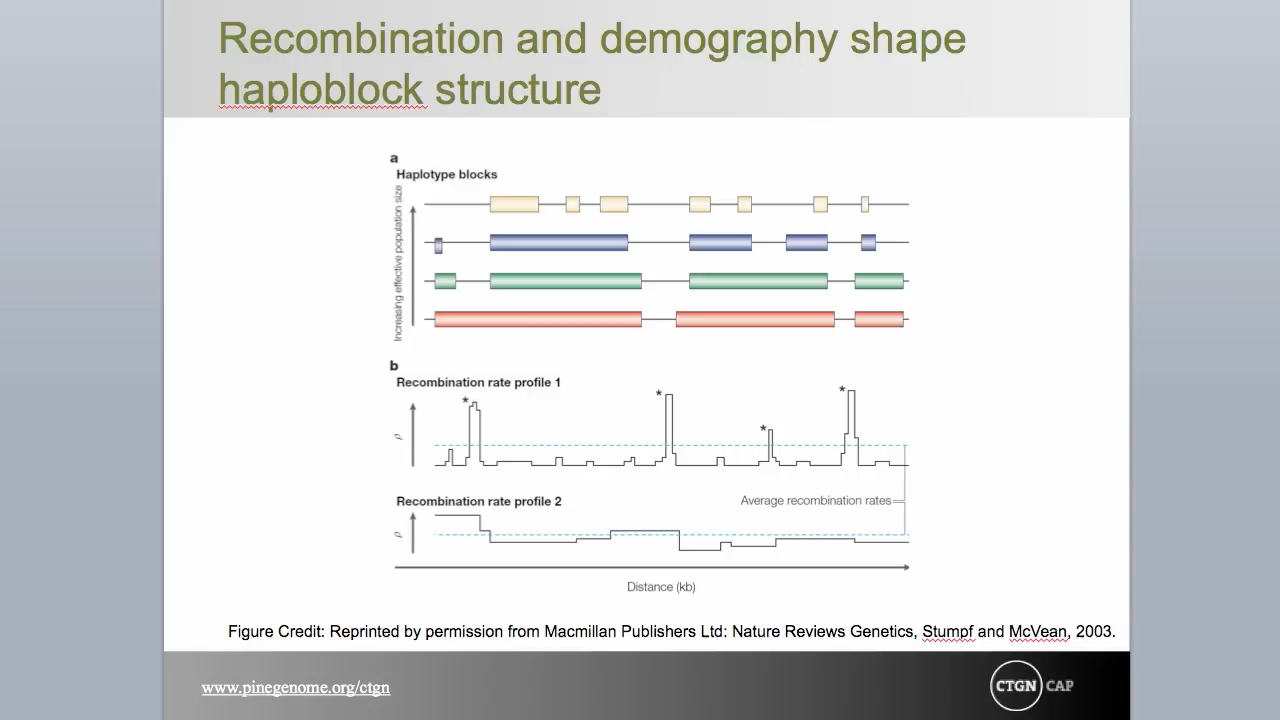 Recombination and demography shape
haploblock structure
a
Haplotype blocks
Increasing effective population size
b
Recombination rate profile 1
* * * *
ρ
Recombination rate profile 2
Average recombination rates
ρ
Distance (kb)
Figure Credit: Reprinted by permission from Macmillan Publishers Ltd: Nature Reviews Genetics, Stumpf and McVean, 2003.
www.pinegenome.org/ctgn
CTGN CAP